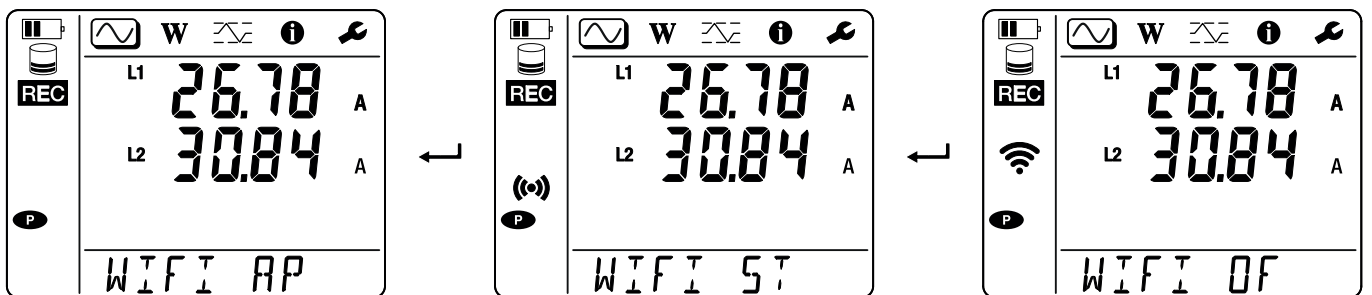 W
REC
L1 26.78 A
L2 30.84 A
P
WIFI AP
W
REC
L1 26.78 A
L2 30.84 A
P
WIFI ST
W
REC
L1 26.78 A
L2 30.84 A
P
WIFI OF